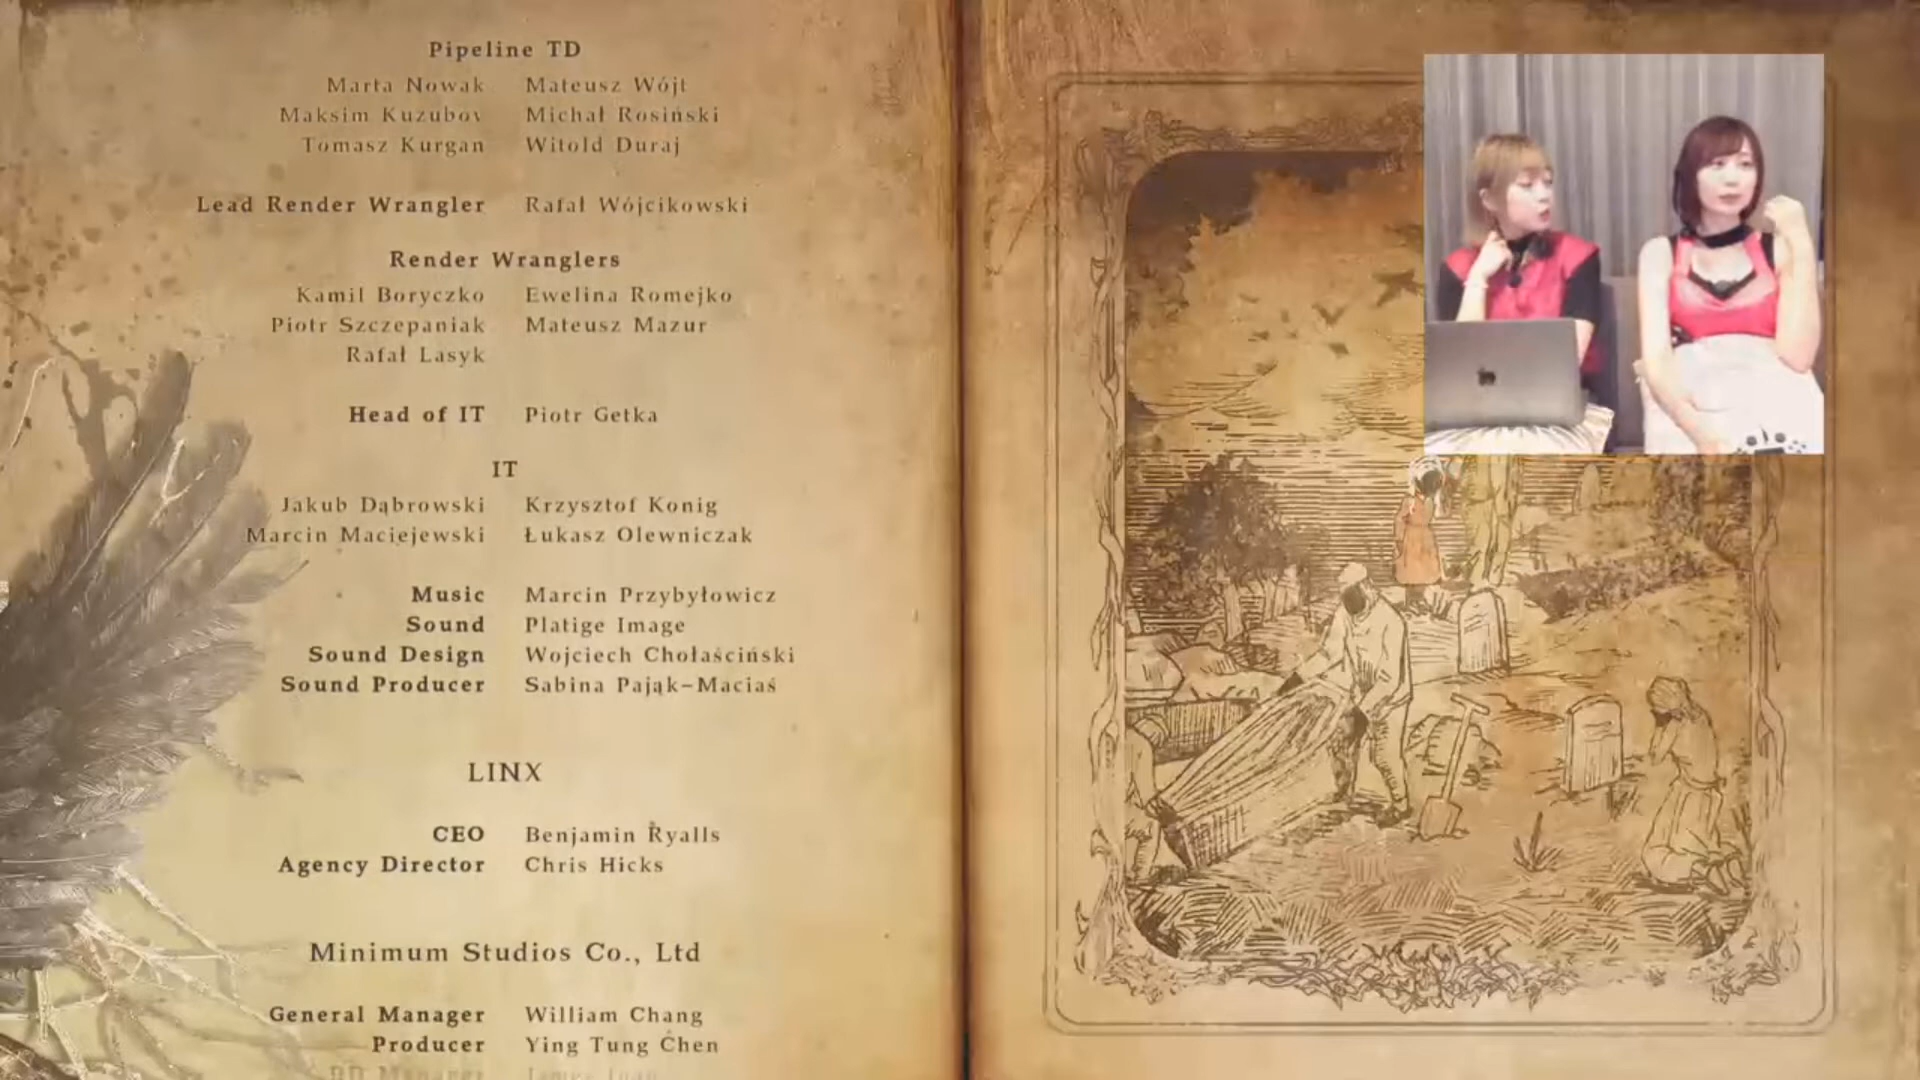 Pipeline TD
Marta Nowak Mateusz Wójt
Maksim Kuzubov Michał Rosiński
Tomasz Kurgan Witold Duraj
Lead Render Wrangler Rafał Wójcikowski
Render Wranglers
Kamil Boryczko Ewelina Romejko
Piotr Szczepaniak Mateusz Mazur
Rafał Lasyk
Head of IT Piotr Getka
IT
Jakub Dąbrowski Krzysztof Konig
Marcin Maciejewski Łukasz Olewniczak
Music Marcin Przybyłowicz
Sound Platige Image
Sound Design Wojciech Chołaściński
Sound Producer Sabina Pająk-Maciaś
LINX
CEO Benjamin Ryalls
Agency Director Chris Hicks
Minimum Studios Co., Ltd
General Manager William Chang
Producer Ying Tung Chen
Manager